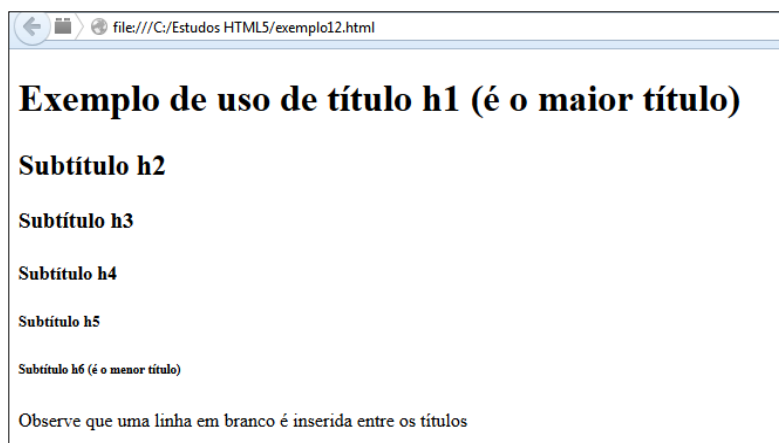 file:///C:/Estudos HTML5/exemplo12.html
Exemplo de uso de título h1 (é o maior título)
Subtítulo h2
Subtítulo h3
Subtítulo h4
Subtítulo h5
Subtítulo h6 (é o menor título)
Observe que uma linha em branco é inserida entre os títulos